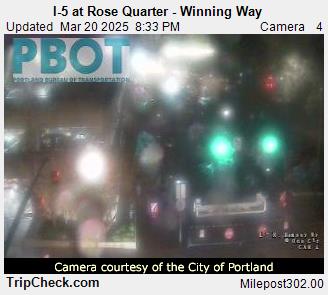 I-5 at Rose Quarter - Winning Way
Updated Mar 20 2025 8:33 PM Camera 4
PBOT
PORTLAND BUREAU OF TRANSPORTATION
Camera courtesy of the City of Portland
TripCheck.com Milepost302.00